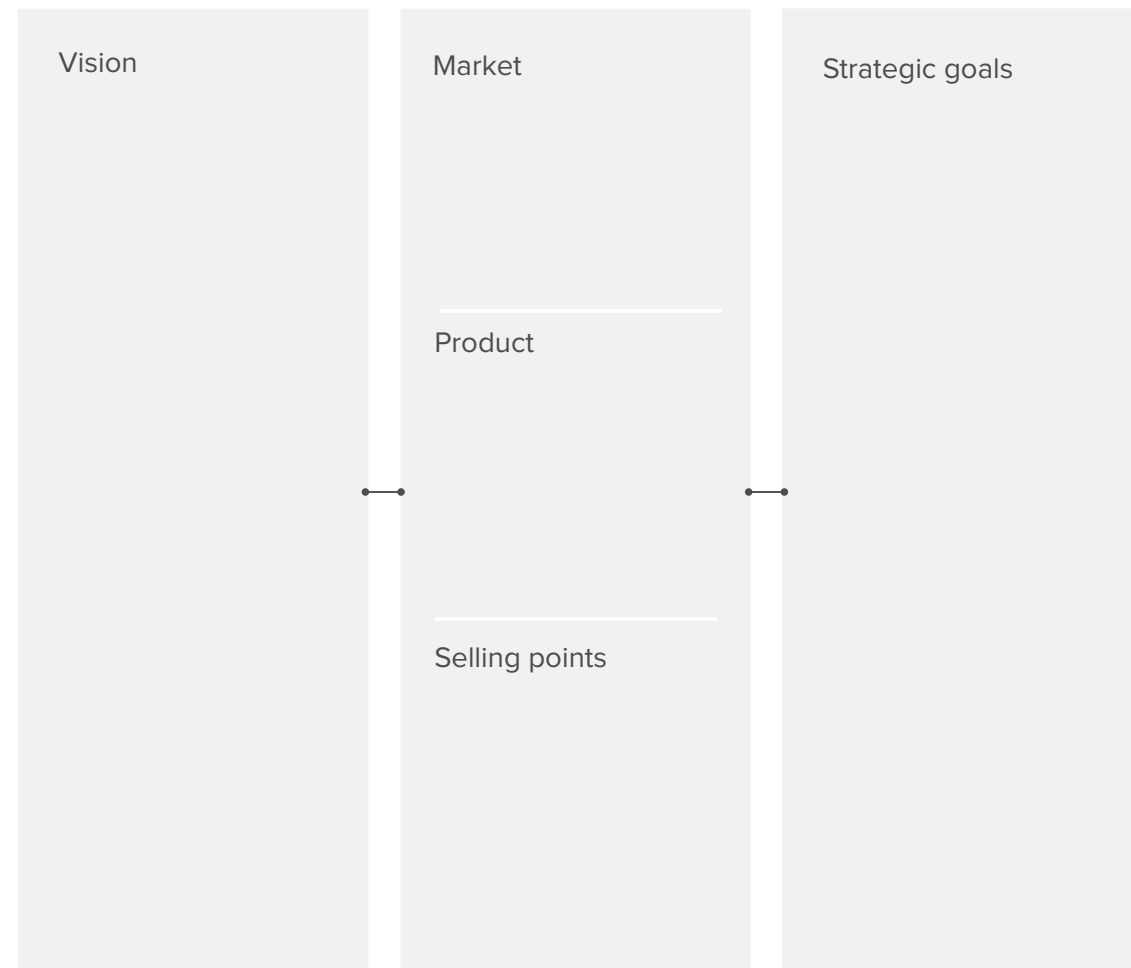 Vision
Market
Product
Selling points
Strategic goals